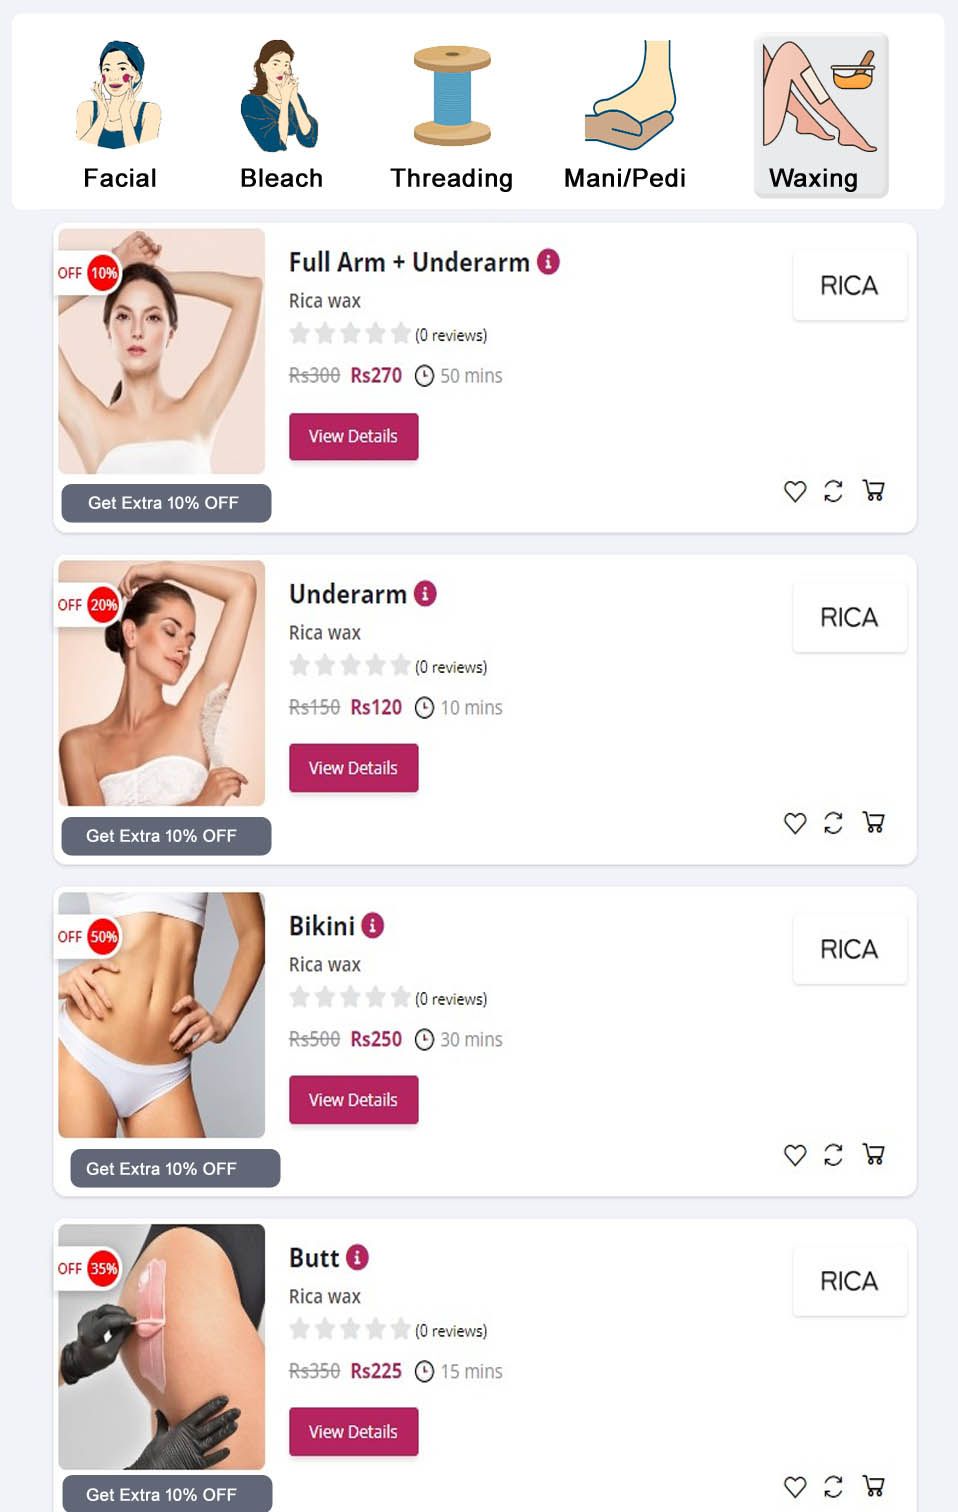 Facial
Bleach
Threading
Mani/Pedi
Waxing
OFF 10%
Full Arm + Underarm i
Rica wax
(0 reviews)
Rs300 Rs270 50 mins
View Details
RICA
Get Extra 10% OFF
OFF 20%
Underarm i
Rica wax
(0 reviews)
Rs150 Rs120 10 mins
View Details
RICA
Get Extra 10% OFF
OFF 50%
Bikini i
Rica wax
(0 reviews)
Rs500 Rs250 30 mins
View Details
RICA
Get Extra 10% OFF
OFF 35%
Butt i
Rica wax
(0 reviews)
Rs350 Rs225 15 mins
View Details
RICA
Get Extra 10% OFF